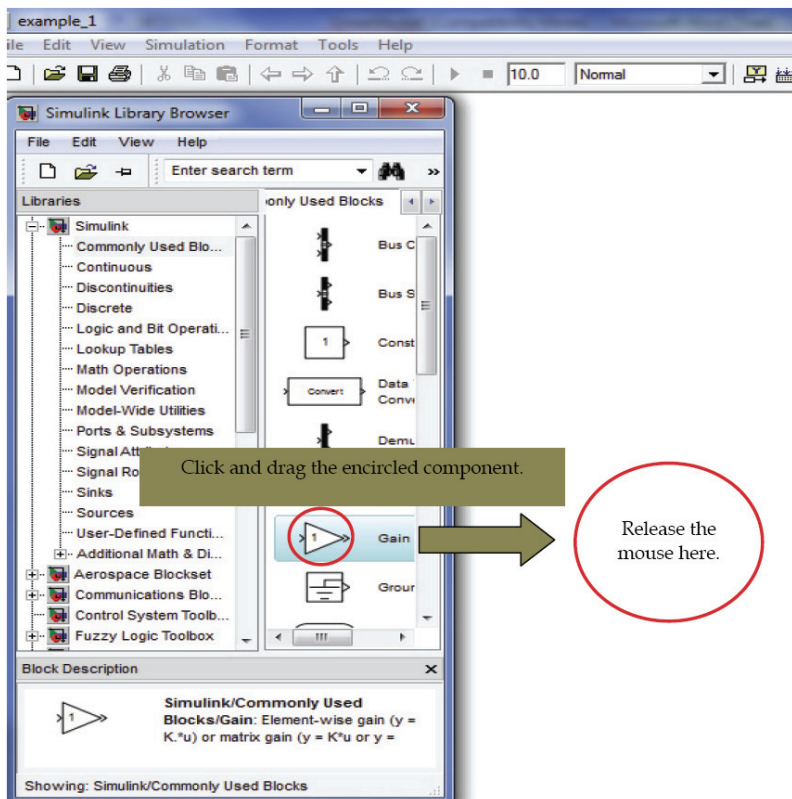 example_1
ile Edit View Simulation Format Tools Help
10.0 Normal
Simulink Library Browser
File Edit View Help
Enter search term »
Libraries
only Used Blocks
Simulink
Commonly Used Blo...
Continuous
Discontinuities
Discrete
Logic and Bit Operati...
Lookup Tables
Math Operations
Model Verification
Model-Wide Utilities
Ports & Subsystems
Signal Att
Signal Ro
Sinks
Sources
User-Defined Functi...
Additional Math & Di...
Aerospace Blockset
Communications Blo...
Control System Toolb...
Fuzzy Logic Toolbox
Bus C
Bus S
1 Const
Convert Data
Conve
Demu
Click and drag the encircled component.
1 Gain
Release the
mouse here.
Grour
Block Description
1
Simulink/Commonly Used
Blocks/Gain: Element-wise gain (y =
K.*u) or matrix gain (y = K*u or y =
Showing: Simulink/Commonly Used Blocks